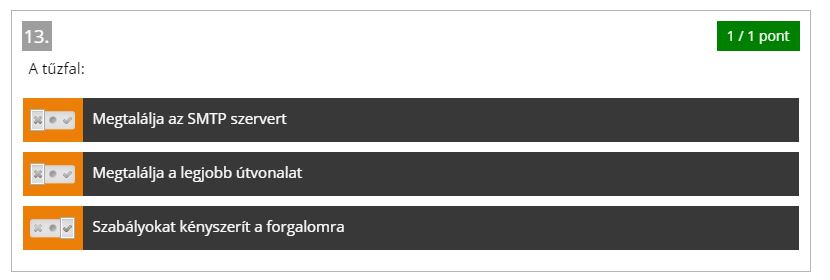 13.
1 / 1 pont
A tűzfal:
Megtalálja az SMTP szervert
Megtalálja a legjobb útvonalat
Szabályokat kényszerít a forgalomra